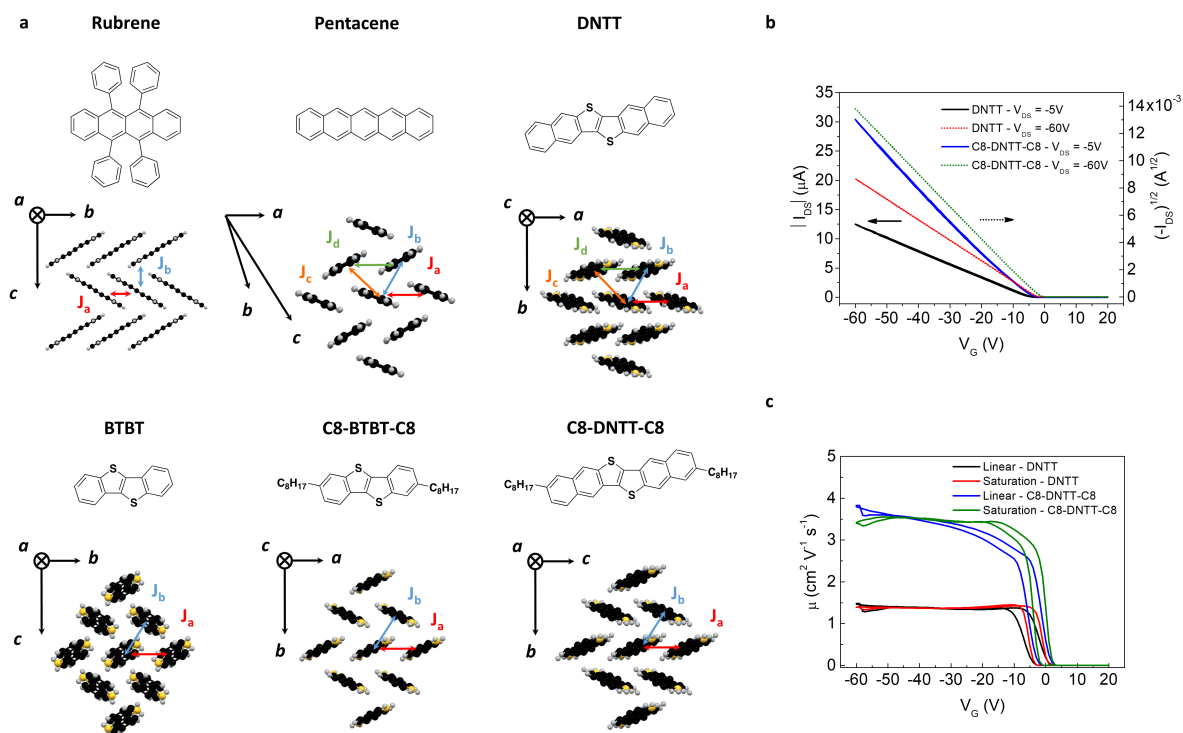 a
Rubrene
Pentacene
DNTT
S
S
a
b
c
J_b
J_a
a
b
c
J_d
J_b
J_c
J_a
c
a
b
J_d
J_b
J_c
J_a
BTBT
C8-BTBT-C8
C8-DNTT-C8
S
S
C₈H₁₇
S
S
C₈H₁₇
C₈H₁₇
S
S
C₈H₁₇
a
b
c
J_b
J_a
c
a
b
J_b
J_a
a
c
b
J_b
J_a
b
35
30
25
20
15
10
5
0
|I_DS| (μA)
DNTT - V_DS = -5V
DNTT - V_DS = -60V
C8-DNTT-C8 - V_DS = -5V
C8-DNTT-C8 - V_DS = -60V
14x10⁻³
12
10
8
6
4
2
0
(-I_DS)^1/2 (A^1/2)
-60 -50 -40 -30 -20 -10 0 10 20
V_G (V)
c
5
4
3
2
1
0
μ (cm² V⁻¹ s⁻¹)
Linear - DNTT
Saturation - DNTT
Linear - C8-DNTT-C8
Saturation - C8-DNTT-C8
-60 -50 -40 -30 -20 -10 0 10 20
V_G (V)